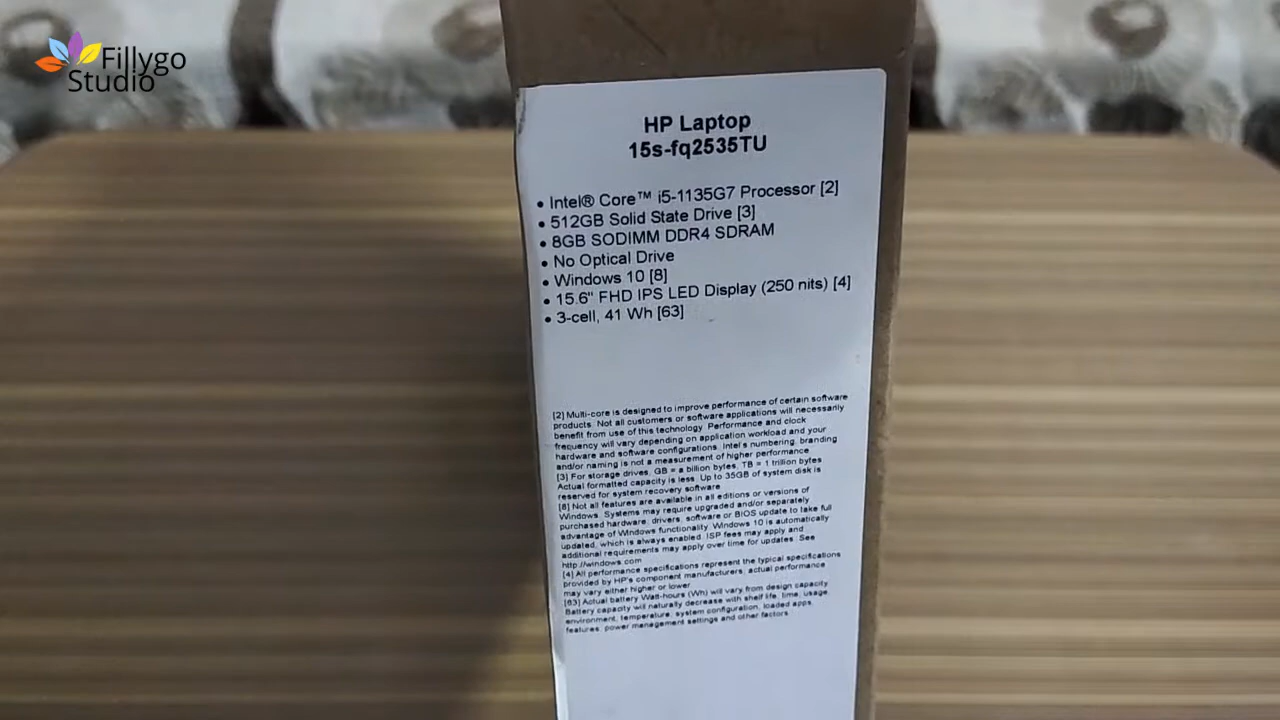 Fillygo
Studio
HP Laptop
15s-fq2535TU
• Intel® Core™ i5-1135G7 Processor [2]
• 512GB Solid State Drive [3]
• 8GB SODIMM DDR4 SDRAM
• No Optical Drive
• Windows 10 [8]
• 15.6" FHD IPS LED Display (250 nits) [4]
• 3-cell, 41 Wh [63]
[2] Multi-core is designed to improve performance of certain software
products. Not all customers or software applications will necessarily
benefit from use of this technology. Performance and clock
frequency will vary depending on application workload and your
hardware and software configurations. Intel's numbering, branding
and/or naming is not a measurement of higher performance.
[3] For storage drives, GB = a billion bytes, TB = 1 trillion bytes.
Actual formatted capacity is less. Up to 35GB of system disk is
reserved for system recovery software.
[8] Not all features are available in all editions or versions of
Windows. Systems may require upgraded and/or separately
purchased hardware, drivers, software or BIOS update to take full
advantage of Windows functionality. Windows 10 is automatically
updated, which is always enabled. ISP fees may apply and
additional requirements may apply over time for updates. See
http://windows.com
[4] All performance specifications represent the typical specifications
provided by HP's component manufacturers; actual performance
may vary either higher or lower.
[63] Actual battery Watt-hours (Wh) will vary from design capacity.
Battery capacity will naturally decrease with shelf life, time, usage,
environment, temperature, system configuration, loaded apps,
features, power management settings and other factors.